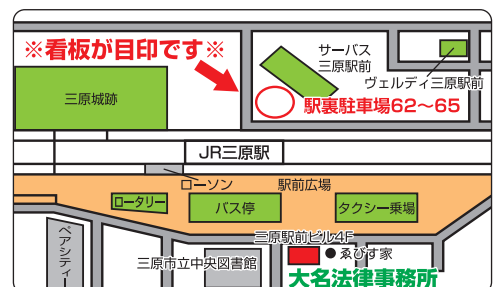 ※看板が目印です※
サーパス
三原駅前
ヴェルディ三原駅前
三原城跡
駅裏駐車場62～65
JR三原駅
ローソン
駅前広場
ロータリー
バス停
タクシー乗場
三原駅前ビル4F
ペアシティー
三原市立中央図書館
● ゑびす家
大名法律事務所